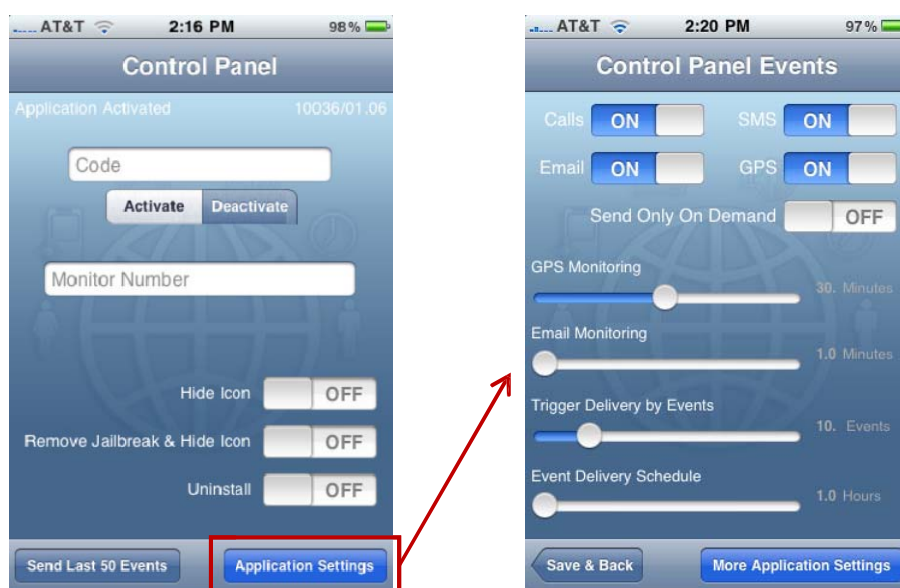 AT&T 2:16 PM 98%
Control Panel
Application Activated 10036/01.06
Code
Activate Deactivate
Monitor Number
Hide Icon OFF
Remove Jailbreak & Hide Icon OFF
Uninstall OFF
Send Last 50 Events Application Settings
AT&T 2:20 PM 97%
Control Panel Events
Calls ON SMS ON
Email ON GPS ON
Send Only On Demand OFF
GPS Monitoring
30. Minutes
Email Monitoring
1.0 Minutes
Trigger Delivery by Events
10. Events
Event Delivery Schedule
1.0 Hours
Save & Back More Application Settings